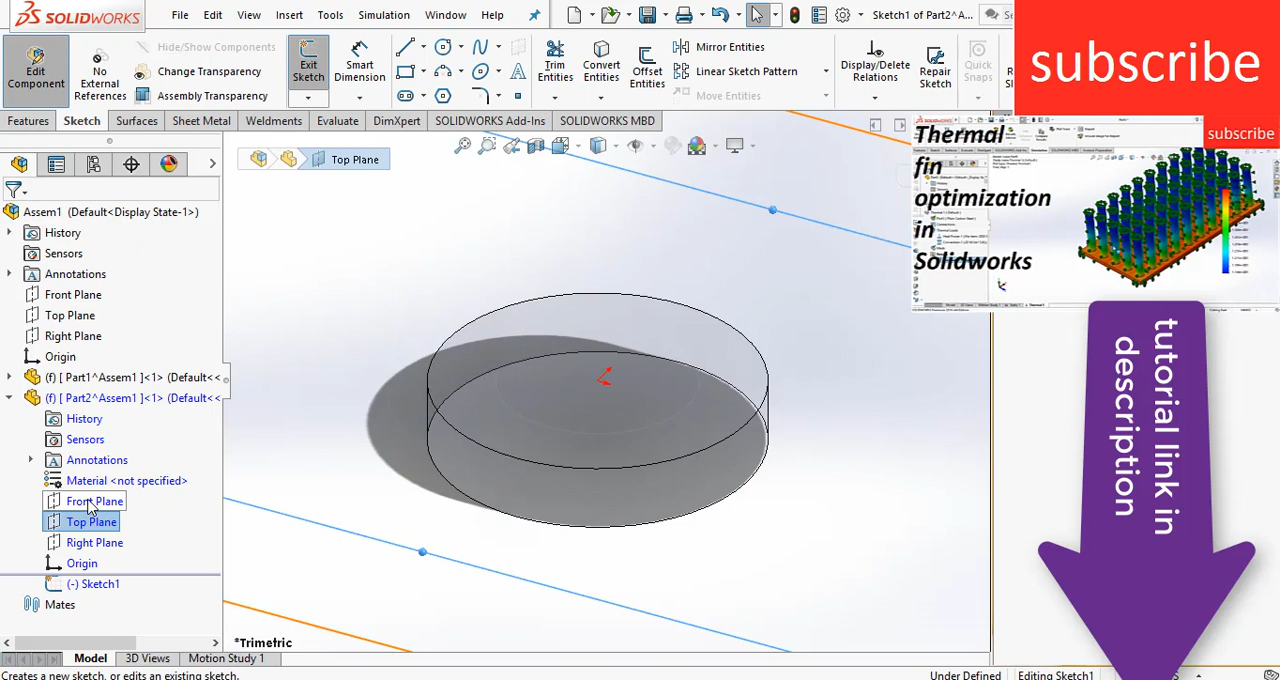 SOLIDWORKS
File Edit View Insert Tools Simulation Window Help
Sketch1 of Part2^A...
Edit Component
No External References
Hide/Show Components
Change Transparency
Assembly Transparency
Exit Sketch
Smart Dimension
Trim Entities
Convert Entities
Offset Entities
Mirror Entities
Linear Sketch Pattern
Move Entities
Display/Delete Relations
Repair Sketch
Quick Snaps
Features Sketch Surfaces Sheet Metal Weldments Evaluate DimXpert SOLIDWORKS Add-Ins SOLIDWORKS MBD
Top Plane
Assem1 (Default<Display State-1>)
History
Sensors
Annotations
Front Plane
Top Plane
Right Plane
Origin
(f) [ Part1^Assem1 ]<1> (Default<<
(f) [ Part2^Assem1 ]<1> (Default<<
History
Sensors
Annotations
Material <not specified>
Front Plane
Top Plane
Right Plane
Origin
(-) Sketch1
Mates
*Trimetric
Model 3D Views Motion Study 1
Creates a new sketch, or edits an existing sketch.
Under Defined
Editing Sketch1
subscribe
subscribe
Thermal
fin
optimization
in
Solidworks
tutorial link in
description